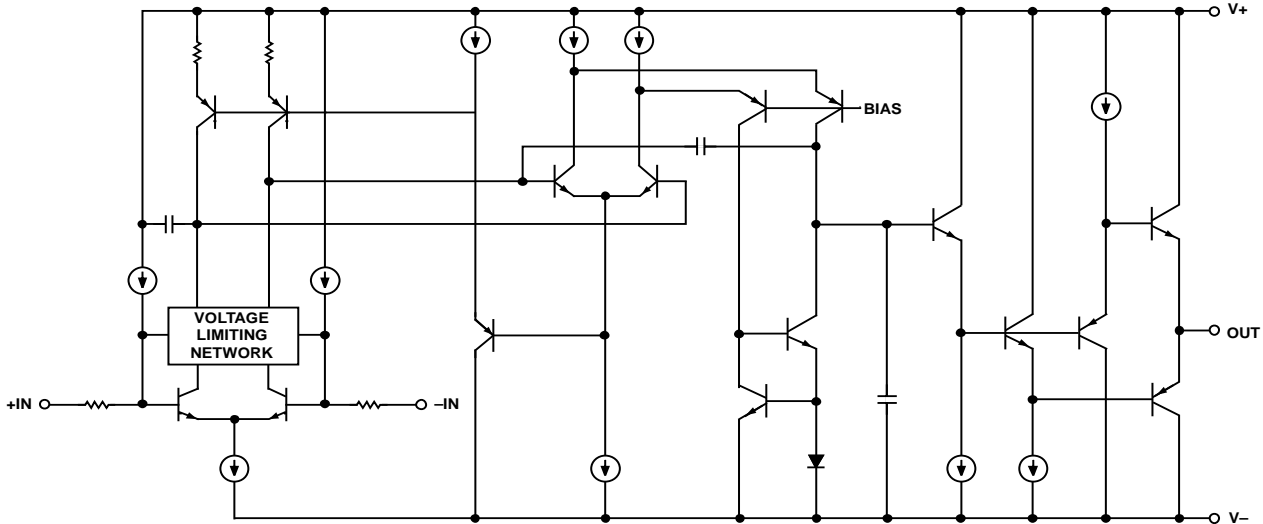 V+
BIAS
VOLTAGE
LIMITING
NETWORK
OUT
+IN
–IN
V–